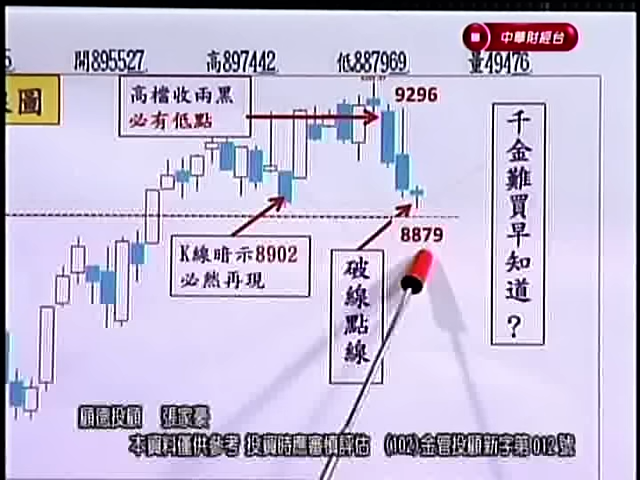 中華財經台
5 開895527 高897442 低887969 量49476
圖
高檔收兩黑
必有低點
9296
千金難買早知道？
K線暗示8902
必然再現
8879
破線點線
顧德投顧 張家豪
本資料僅供參考 投資時應審慎評估 (102)金管投顧新字第012號